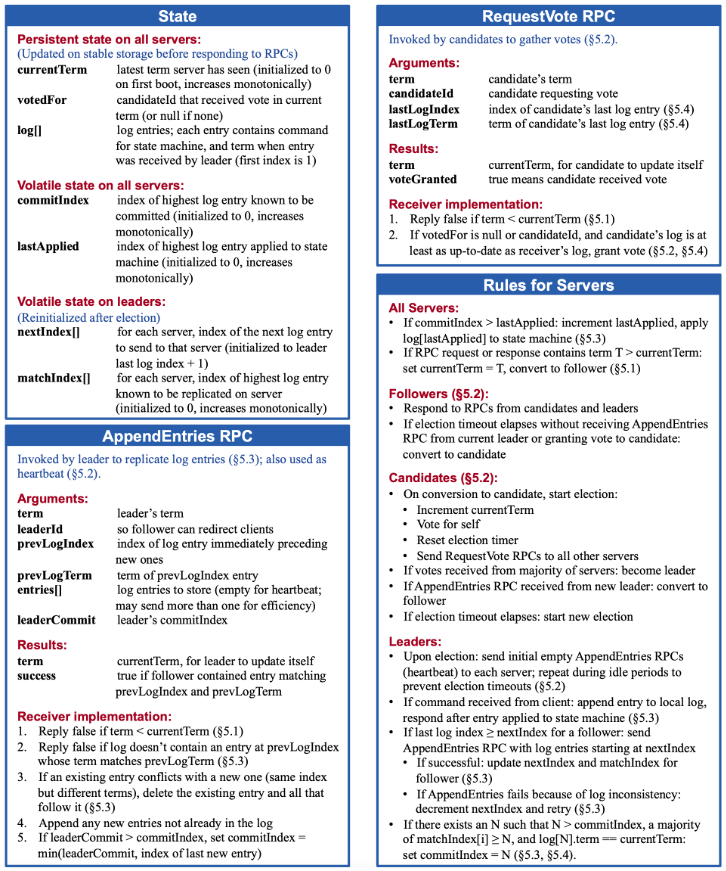 State
Persistent state on all servers:
(Updated on stable storage before responding to RPCs)
currentTerm latest term server has seen (initialized to 0
on first boot, increases monotonically)
votedFor candidateId that received vote in current
term (or null if none)
log[] log entries; each entry contains command
for state machine, and term when entry
was received by leader (first index is 1)
Volatile state on all servers:
commitIndex index of highest log entry known to be
committed (initialized to 0, increases
monotonically)
lastApplied index of highest log entry applied to state
machine (initialized to 0, increases
monotonically)
Volatile state on leaders:
(Reinitialized after election)
nextIndex[] for each server, index of the next log entry
to send to that server (initialized to leader
last log index + 1)
matchIndex[] for each server, index of highest log entry
known to be replicated on server
(initialized to 0, increases monotonically)
AppendEntries RPC
Invoked by leader to replicate log entries (§5.3); also used as
heartbeat (§5.2).
Arguments:
term leader's term
leaderId so follower can redirect clients
prevLogIndex index of log entry immediately preceding
new ones
prevLogTerm term of prevLogIndex entry
entries[] log entries to store (empty for heartbeat;
may send more than one for efficiency)
leaderCommit leader's commitIndex
Results:
term currentTerm, for leader to update itself
success true if follower contained entry matching
prevLogIndex and prevLogTerm
Receiver implementation:
1. Reply false if term < currentTerm (§5.1)
2. Reply false if log doesn't contain an entry at prevLogIndex
whose term matches prevLogTerm (§5.3)
3. If an existing entry conflicts with a new one (same index
but different terms), delete the existing entry and all that
follow it (§5.3)
4. Append any new entries not already in the log
5. If leaderCommit > commitIndex, set commitIndex =
min(leaderCommit, index of last new entry)
RequestVote RPC
Invoked by candidates to gather votes (§5.2).
Arguments:
term candidate's term
candidateId candidate requesting vote
lastLogIndex index of candidate's last log entry (§5.4)
lastLogTerm term of candidate's last log entry (§5.4)
Results:
term currentTerm, for candidate to update itself
voteGranted true means candidate received vote
Receiver implementation:
1. Reply false if term < currentTerm (§5.1)
2. If votedFor is null or candidateId, and candidate's log is at
least as up-to-date as receiver's log, grant vote (§5.2, §5.4)
Rules for Servers
All Servers:
• If commitIndex > lastApplied: increment lastApplied, apply
log[lastApplied] to state machine (§5.3)
• If RPC request or response contains term T > currentTerm:
set currentTerm = T, convert to follower (§5.1)
Followers (§5.2):
• Respond to RPCs from candidates and leaders
• If election timeout elapses without receiving AppendEntries
RPC from current leader or granting vote to candidate:
convert to candidate
Candidates (§5.2):
• On conversion to candidate, start election:
• Increment currentTerm
• Vote for self
• Reset election timer
• Send RequestVote RPCs to all other servers
• If votes received from majority of servers: become leader
• If AppendEntries RPC received from new leader: convert to
follower
• If election timeout elapses: start new election
Leaders:
• Upon election: send initial empty AppendEntries RPCs
(heartbeat) to each server; repeat during idle periods to
prevent election timeouts (§5.2)
• If command received from client: append entry to local log,
respond after entry applied to state machine (§5.3)
• If last log index ≥ nextIndex for a follower: send
AppendEntries RPC with log entries starting at nextIndex
• If successful: update nextIndex and matchIndex for
follower (§5.3)
• If AppendEntries fails because of log inconsistency:
decrement nextIndex and retry (§5.3)
• If there exists an N such that N > commitIndex, a majority
of matchIndex[i] ≥ N, and log[N].term == currentTerm:
set commitIndex = N (§5.3, §5.4).